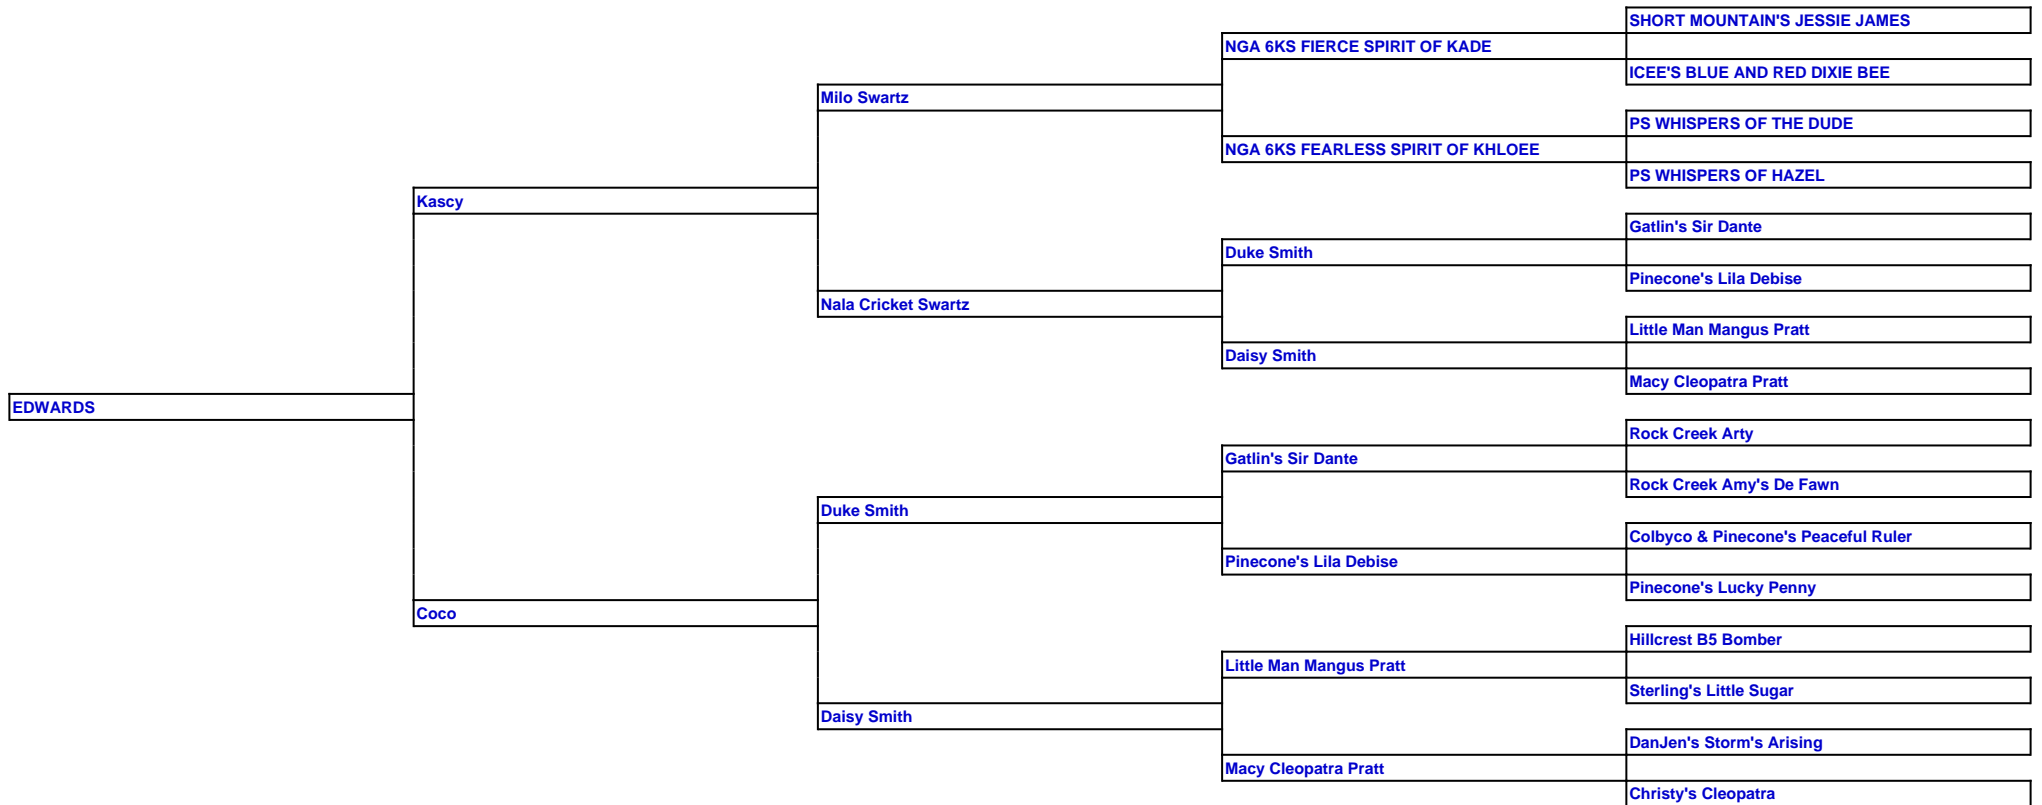 SHORT MOUNTAIN'S JESSIE JAMES
NGA 6KS FIERCE SPIRIT OF KADE
ICEE'S BLUE AND RED DIXIE BEE
Milo Swartz
PS WHISPERS OF THE DUDE
NGA 6KS FEARLESS SPIRIT OF KHLOEE
PS WHISPERS OF HAZEL
Kascy
Gatlin's Sir Dante
Duke Smith
Pinecone's Lila Debise
Nala Cricket Swartz
Little Man Mangus Pratt
Daisy Smith
Macy Cleopatra Pratt
EDWARDS
Rock Creek Arty
Gatlin's Sir Dante
Rock Creek Amy's De Fawn
Duke Smith
Colbyco & Pinecone's Peaceful Ruler
Pinecone's Lila Debise
Pinecone's Lucky Penny
Coco
Hillcrest B5 Bomber
Little Man Mangus Pratt
Sterling's Little Sugar
Daisy Smith
DanJen's Storm's Arising
Macy Cleopatra Pratt
Christy's Cleopatra